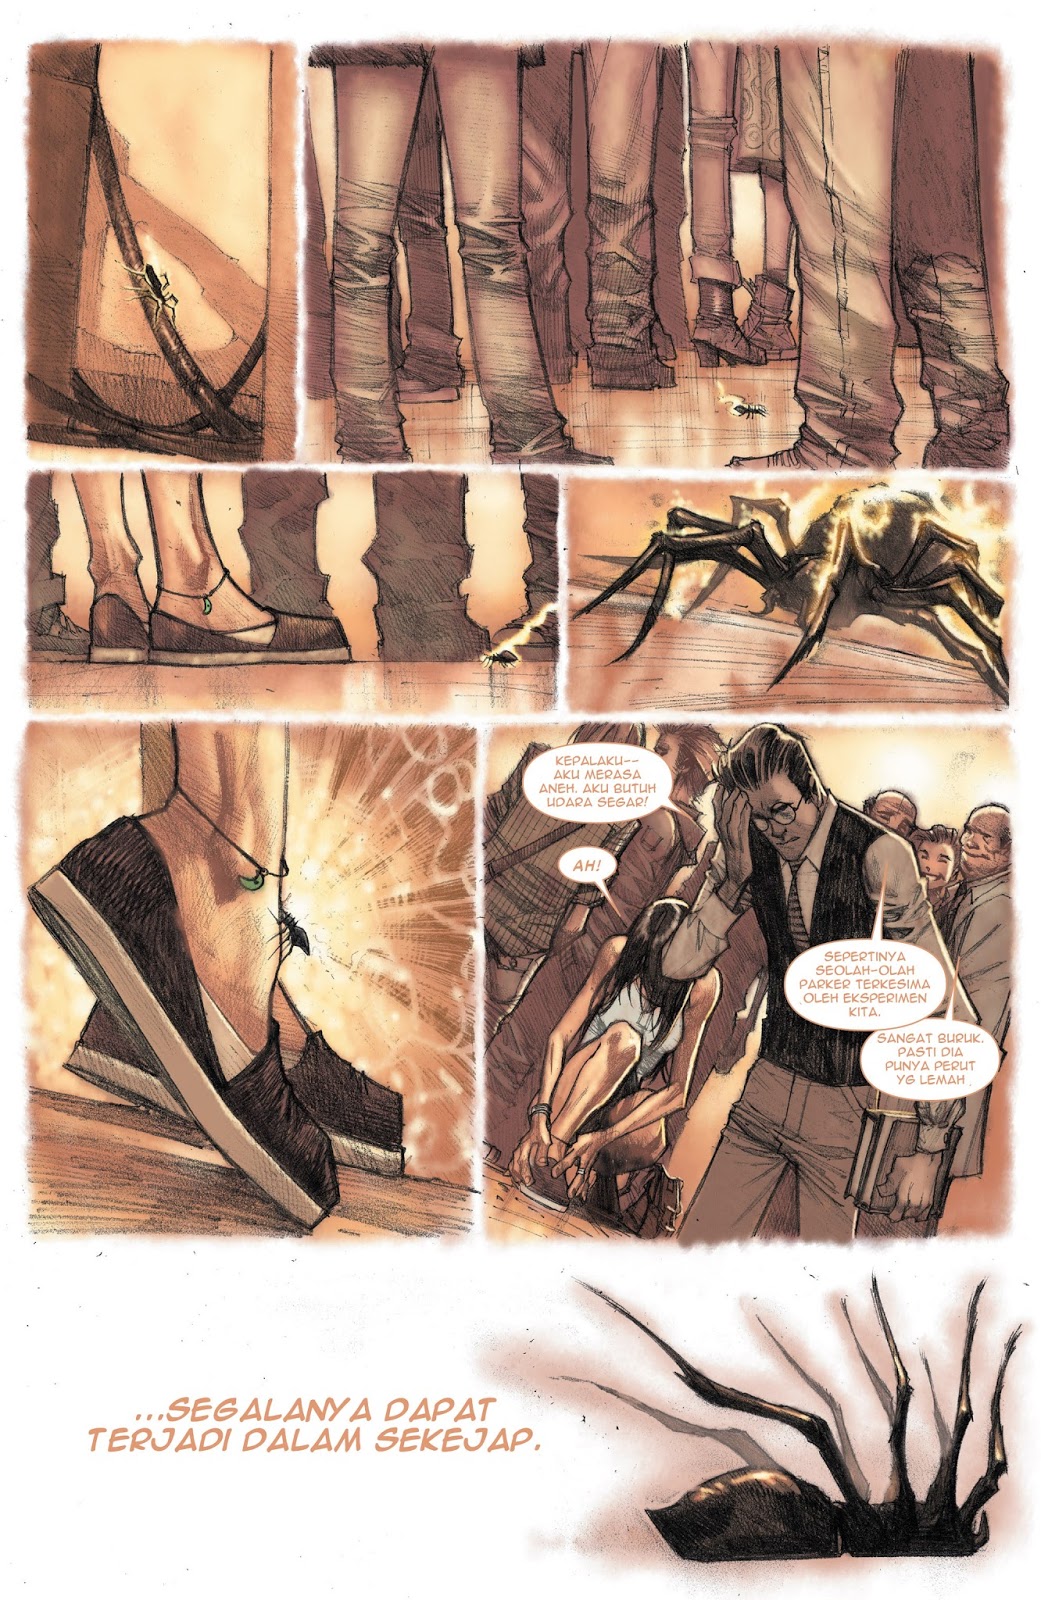 KEPALAKU--
AKU MERASA
ANEH. AKU BUTUH
UDARA SEGAR!
AH!
SEPERTINYA
SEOLAH-OLAH
PARKER TERKESIMA
OLEH EKSPERIMEN
KITA.
SANGAT BURUK.
PASTI DIA
PUNYA PERUT
YG LEMAH
...SEGALANYA DAPAT
TERJADI DALAM SEKEJAP.